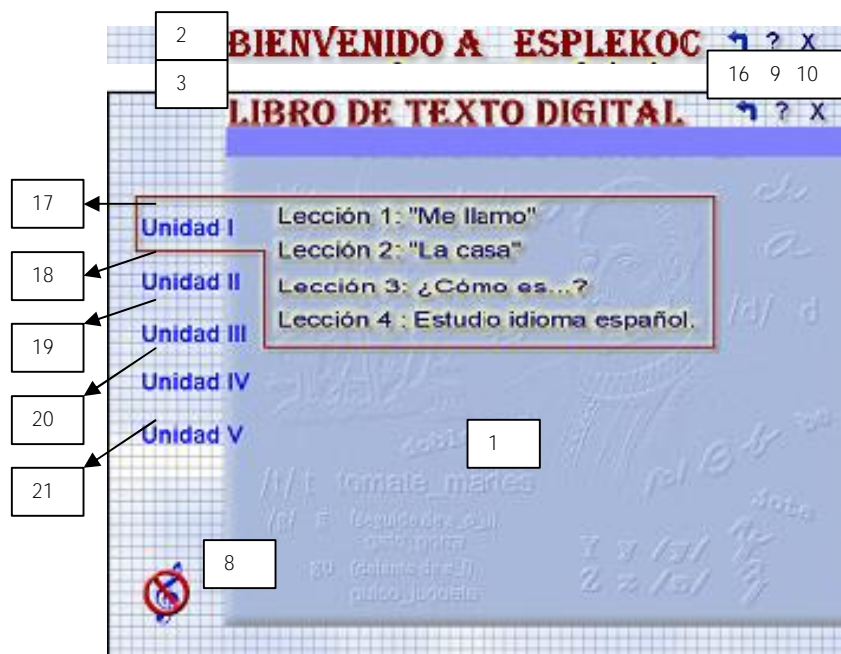 2
BIENVENIDO A ESPLEKOC ? X
3
16 9 10
LIBRO DE TEXTO DIGITAL ? X
17
Unidad I
Lección 1: "Me llamo"
Lección 2: "La casa"
Lección 3: ¿Cómo es...?
Lección 4 : Estudio idioma español.
18
Unidad II
19
Unidad III
20
Unidad IV
21
Unidad V
1
/t/ t tomate_martes
/d/ d
8